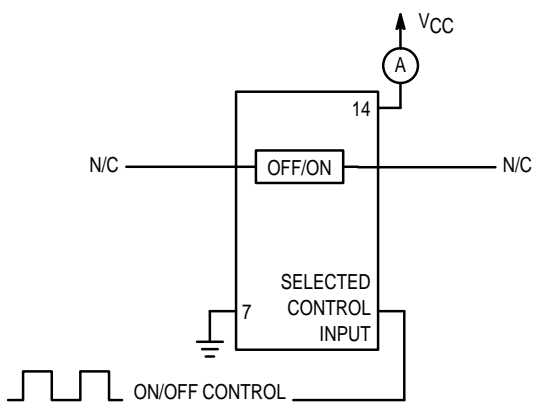 VCC
A
14
N/C
OFF/ON
N/C
SELECTED
CONTROL
INPUT
7
ON/OFF CONTROL